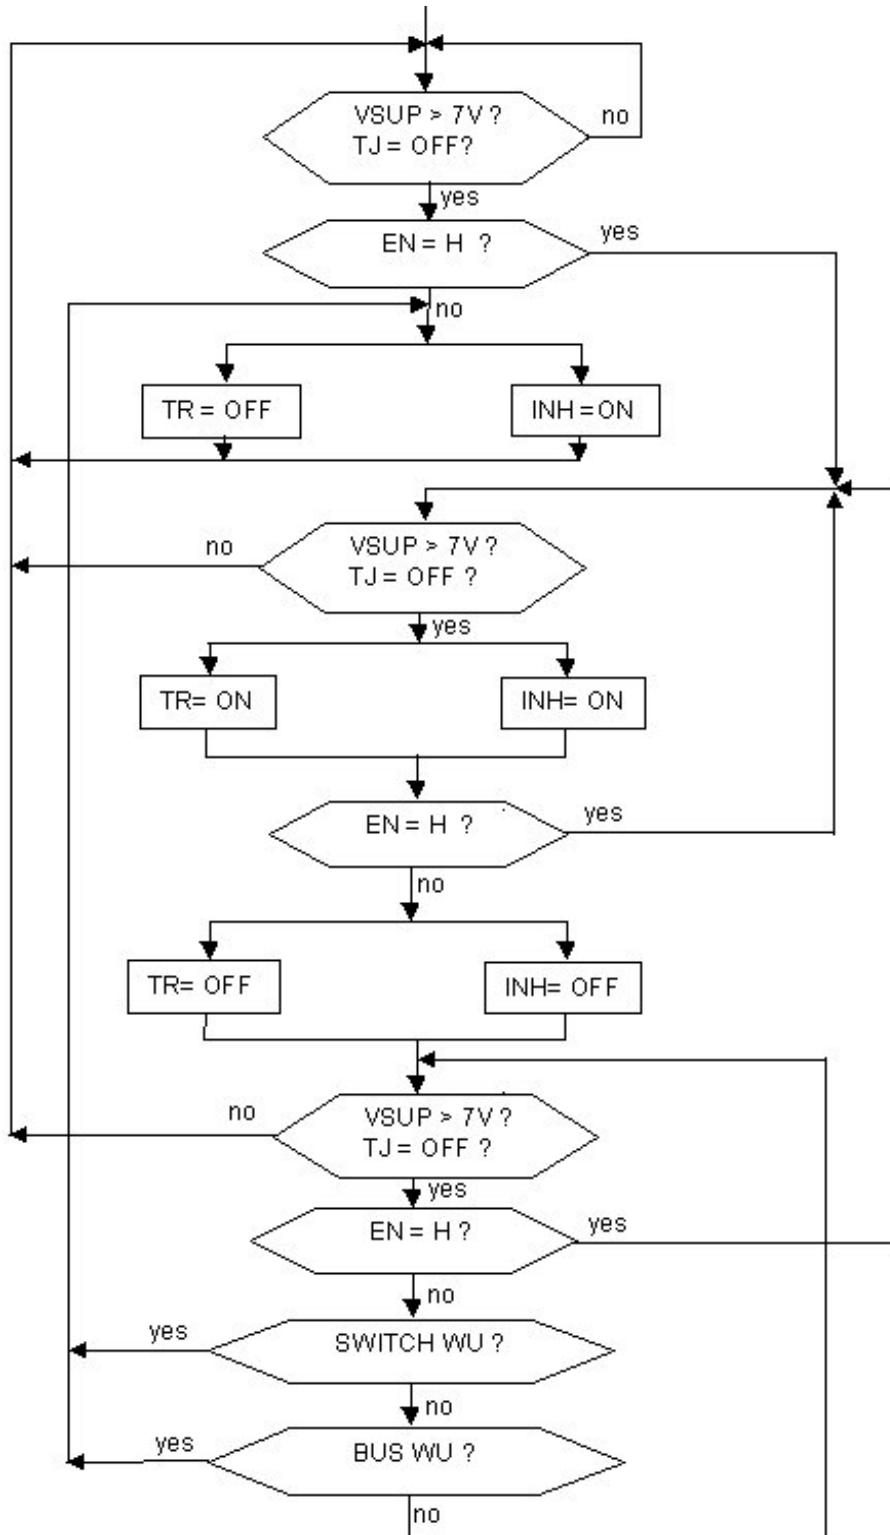 VSUP > 7V ?
TJ = OFF?
no
yes
EN = H ?
yes
no
TR = OFF
INH =ON
no
VSUP > 7V ?
TJ = OFF ?
yes
TR= ON
INH= ON
EN = H ?
yes
no
TR= OFF
INH= OFF
no
VSUP > 7V ?
TJ = OFF ?
yes
EN = H ?
yes
no
yes
SWITCH WU ?
no
yes
BUS WU ?
no